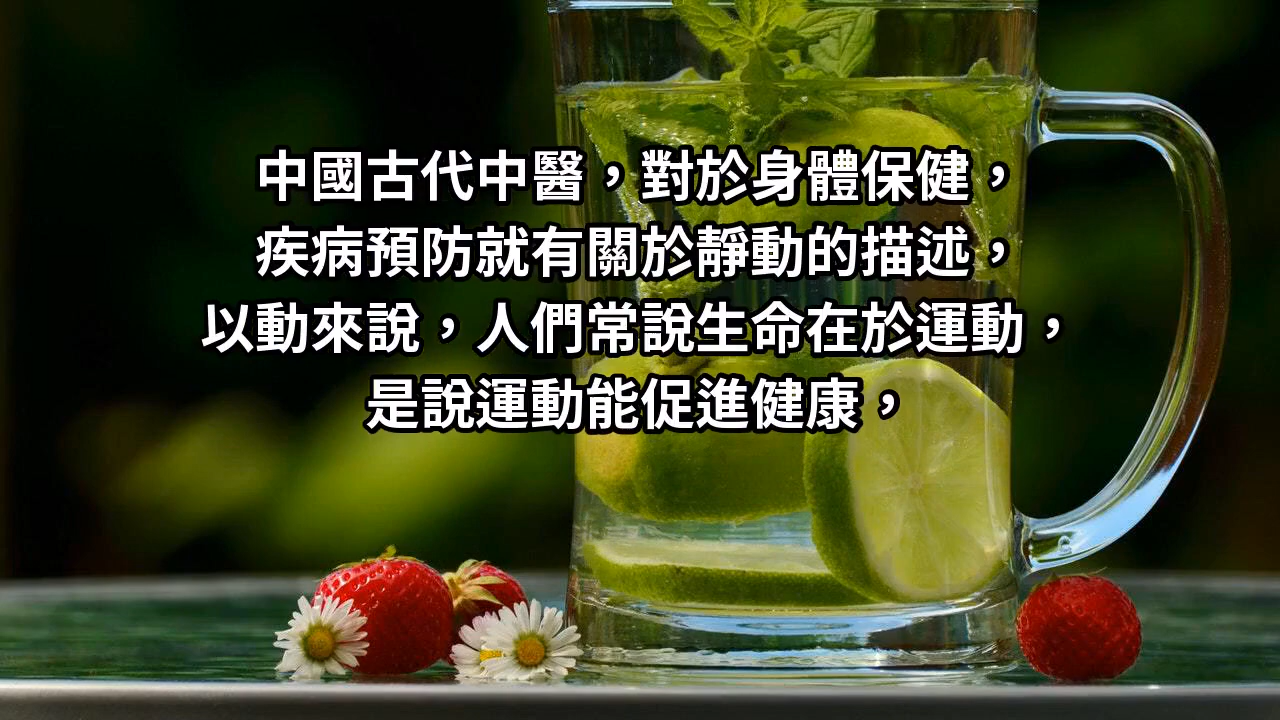 中國古代中醫，對於身體保健，
疾病預防就有關於靜動的描述，
以動來說，人們常說生命在於運動，
是說運動能促進健康，